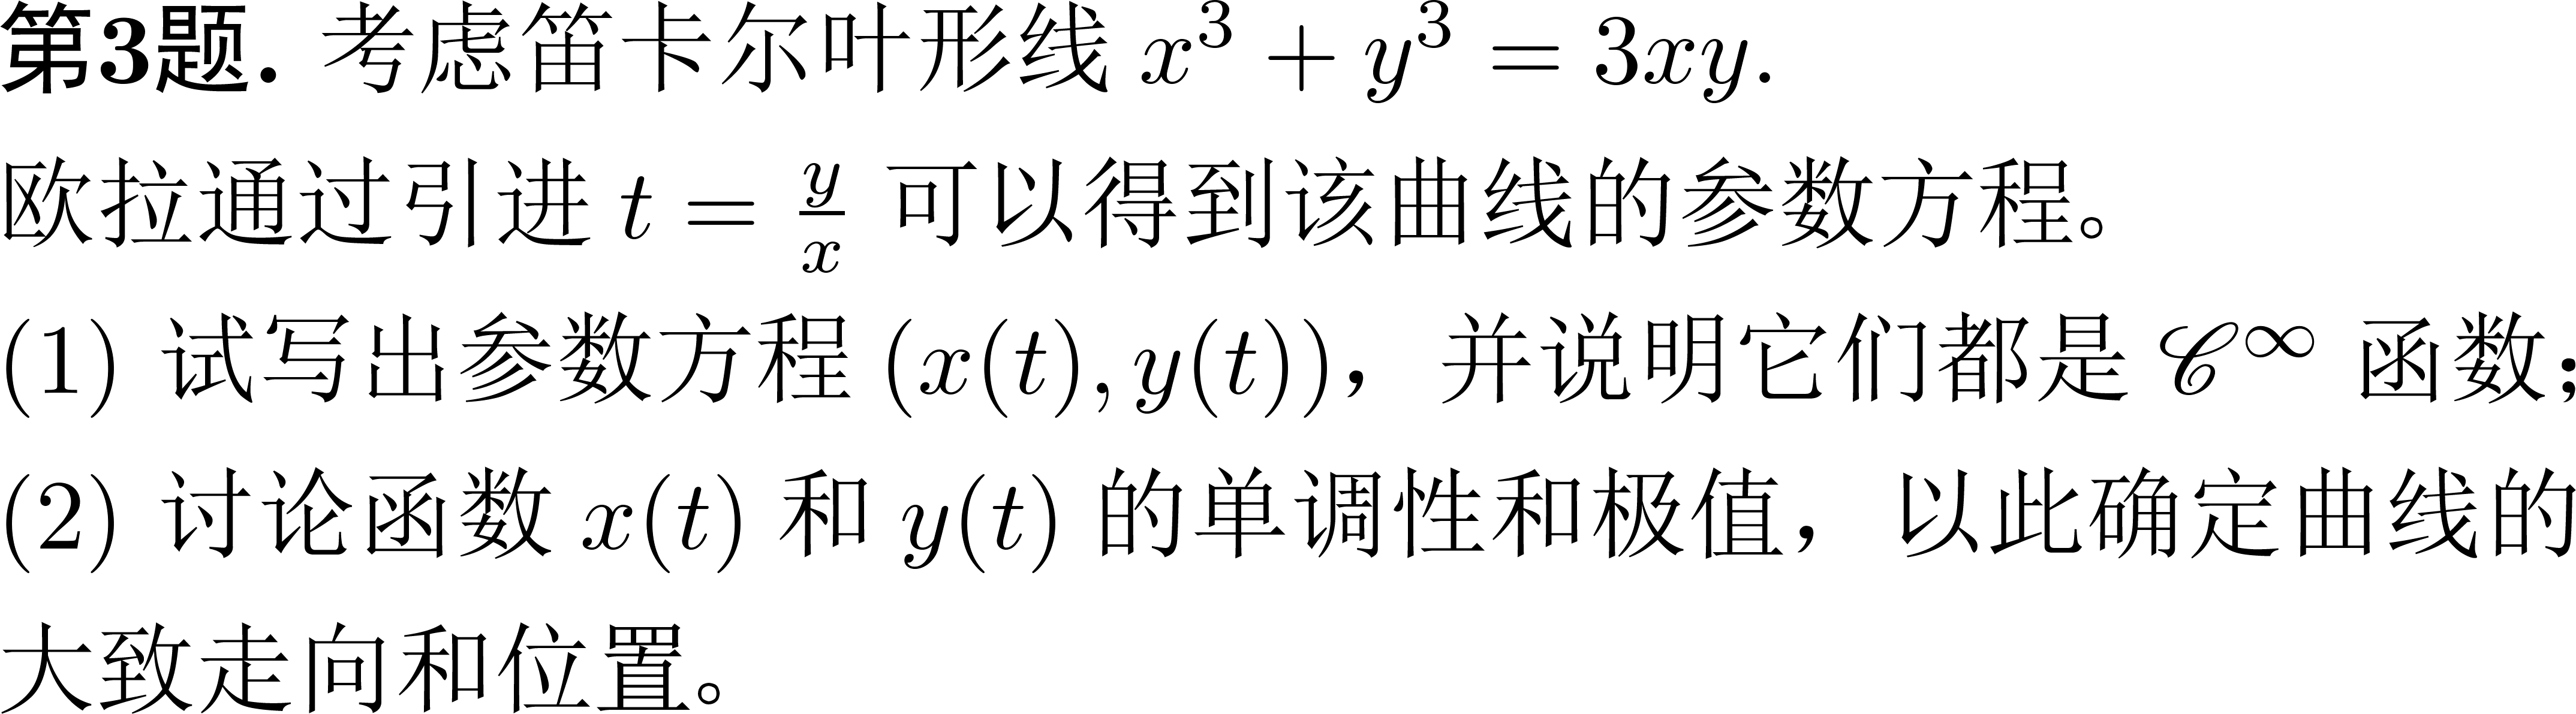 第3题. 考虑笛卡尔叶形线 $x^3 + y^3 = 3xy$.
欧拉通过引进 $t = \frac{y}{x}$ 可以得到该曲线的参数方程。
(1) 试写出参数方程 $(x(t), y(t))$，并说明它们都是 $\mathscr{C}^\infty$ 函数;
(2) 讨论函数 $x(t)$ 和 $y(t)$ 的单调性和极值，以此确定曲线的
大致走向和位置。